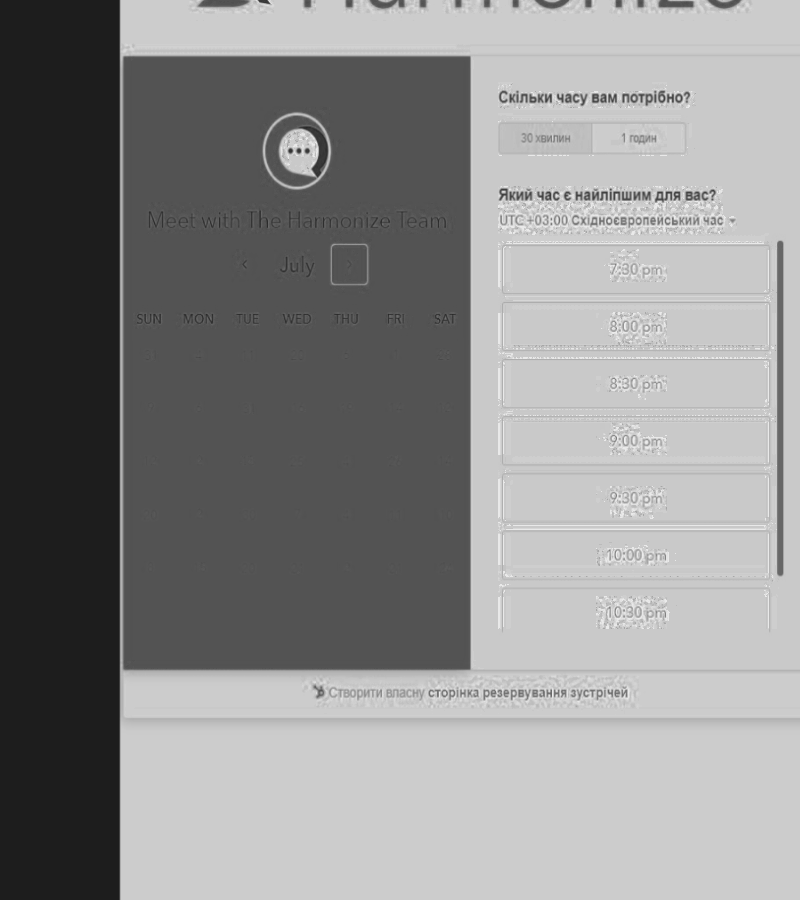 Harmonize
Meet with The Harmonize Team
July
SUN MON TUE WED THU FRI SAT
Скільки часу вам потрібно?
30 хвилин 1 годин
Який час є найліпшим для вас?
UTC +03:00 Східноєвропейський час
7:30 pm
8:00 pm
8:30 pm
9:00 pm
9:30 pm
10:00 pm
10:30 pm
Створити власну сторінка резервування зустрічей